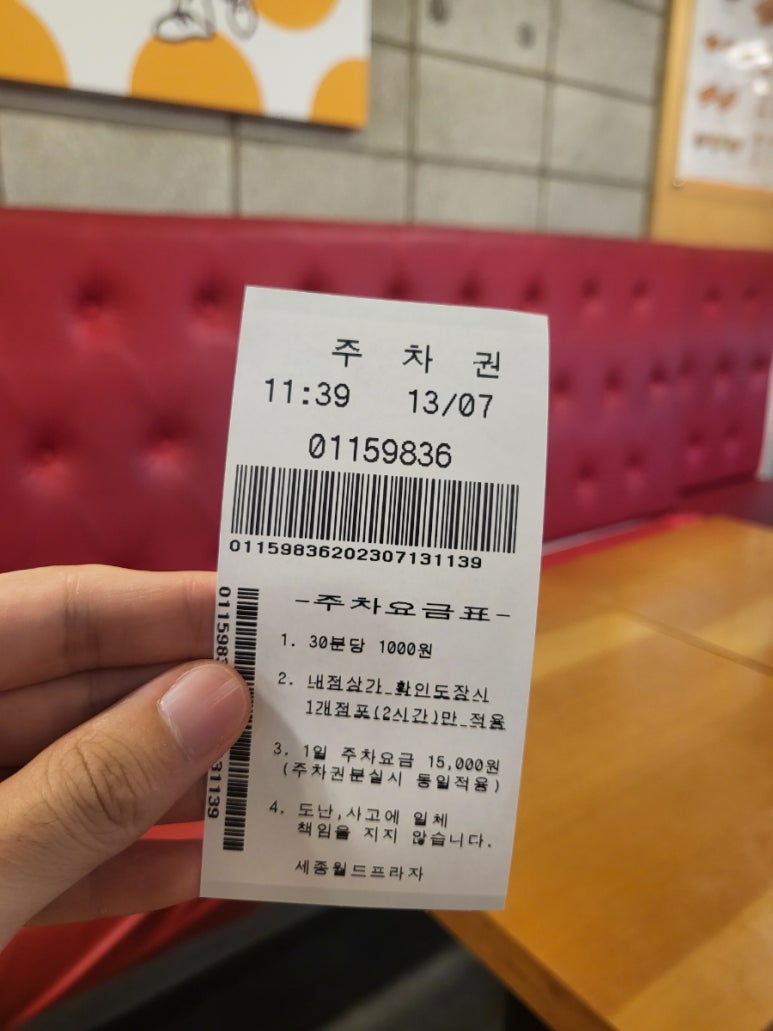 주 차 권
11:39 13/07
01159836
01159836202307131139
-주차요금표-
1. 30분당 1000원
2. 내점상가 확인도장시
1개점포(2시간)만 적용
3. 1일 주차요금 15,000원
(주차권분실시 동일적용)
4. 도난,사고에 일체
책임을 지지 않습니다.
세종월드프라자